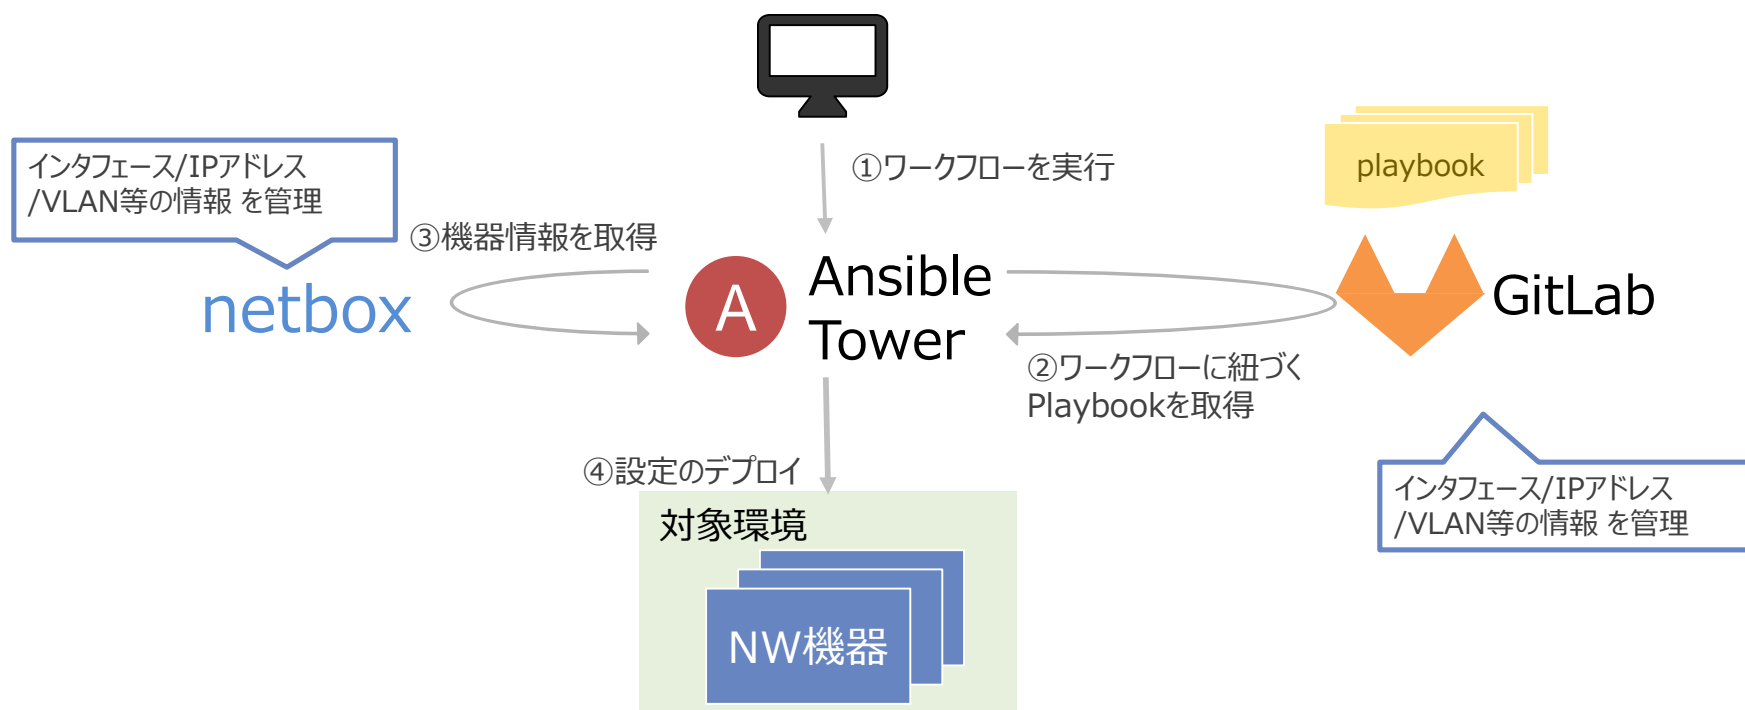 ①ワークフローを実行
playbook
インタフェース/IPアドレス
/VLAN等の情報 を管理
③機器情報を取得
netbox
A
Ansible
Tower
GitLab
②ワークフローに紐づく
Playbookを取得
④設定のデプロイ
インタフェース/IPアドレス
/VLAN等の情報 を管理
対象環境
NW機器